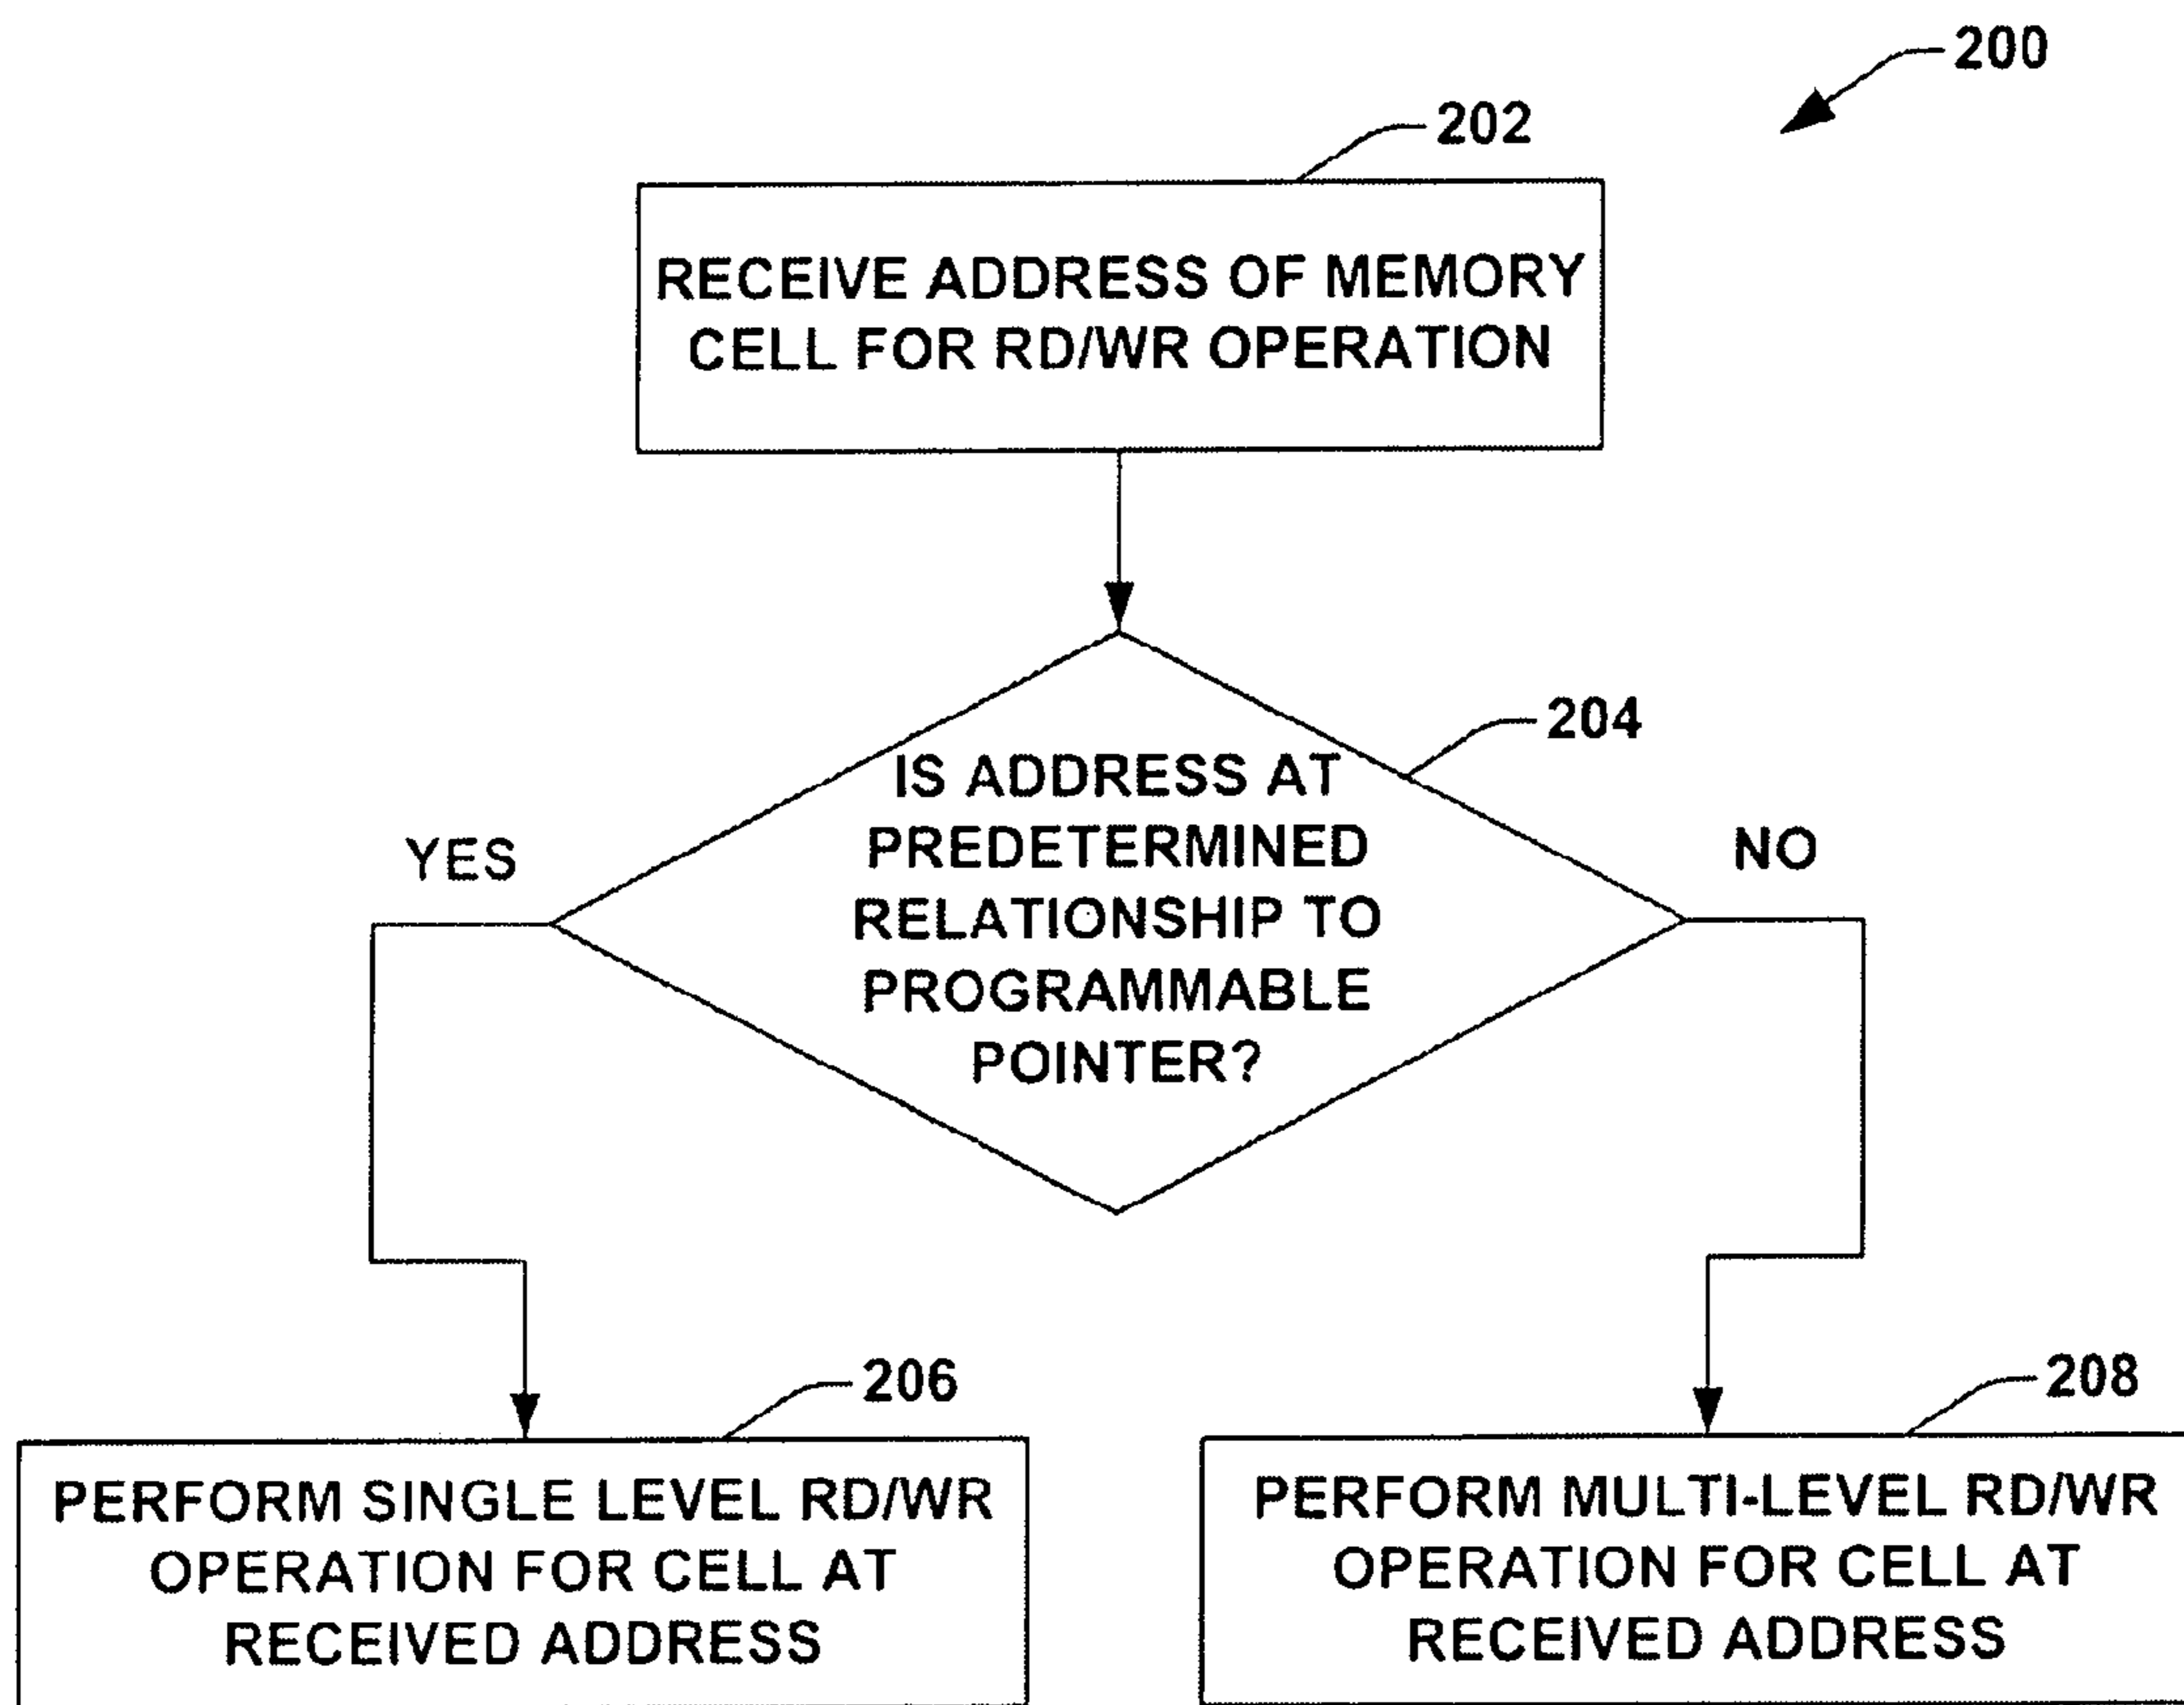 200
202
RECEIVE ADDRESS OF MEMORY
CELL FOR RD/WR OPERATION
204
IS ADDRESS AT
PREDETERMINED
RELATIONSHIP TO
PROGRAMMABLE
POINTER?
YES
NO
206
PERFORM SINGLE LEVEL RD/WR
OPERATION FOR CELL AT
RECEIVED ADDRESS
208
PERFORM MULTI-LEVEL RD/WR
OPERATION FOR CELL AT
RECEIVED ADDRESS